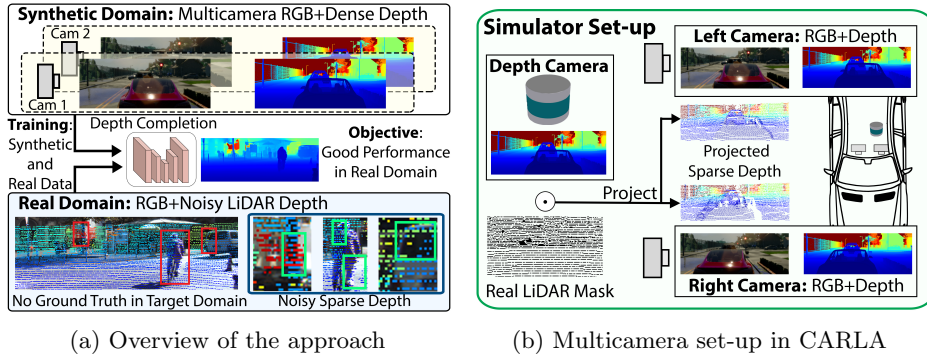 Synthetic Domain: Multicamera RGB+Dense Depth
Cam 2
Cam 1
Training:
Synthetic
and
Real Data
Depth Completion
Objective:
Good Performance
in Real Domain
Real Domain: RGB+Noisy LiDAR Depth
No Ground Truth in Target Domain
Noisy Sparse Depth
(a) Overview of the approach
Simulator Set-up
Depth Camera
Project
Real LiDAR Mask
Left Camera: RGB+Depth
Projected
Sparse Depth
Right Camera: RGB+Depth
(b) Multicamera set-up in CARLA